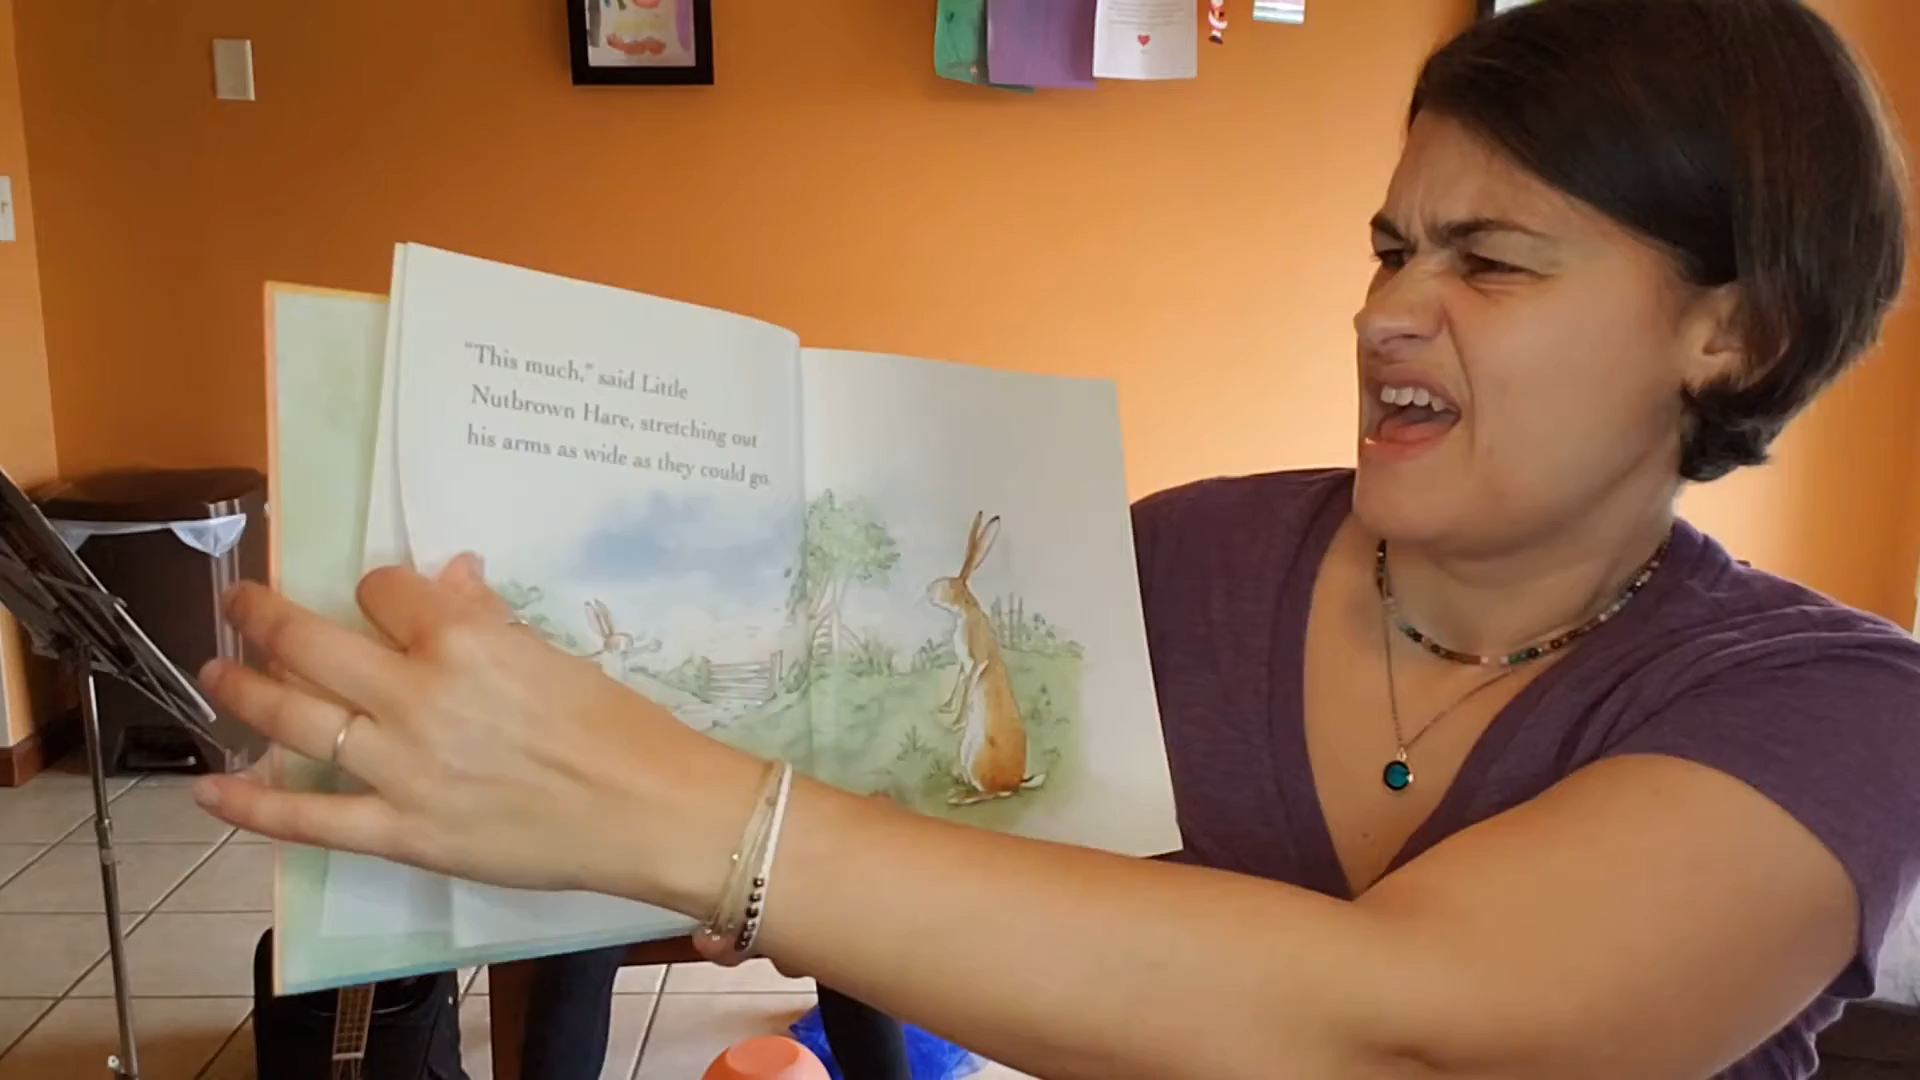 “This much,” said Little
Nutbrown Hare, stretching out
his arms as wide as they could go.